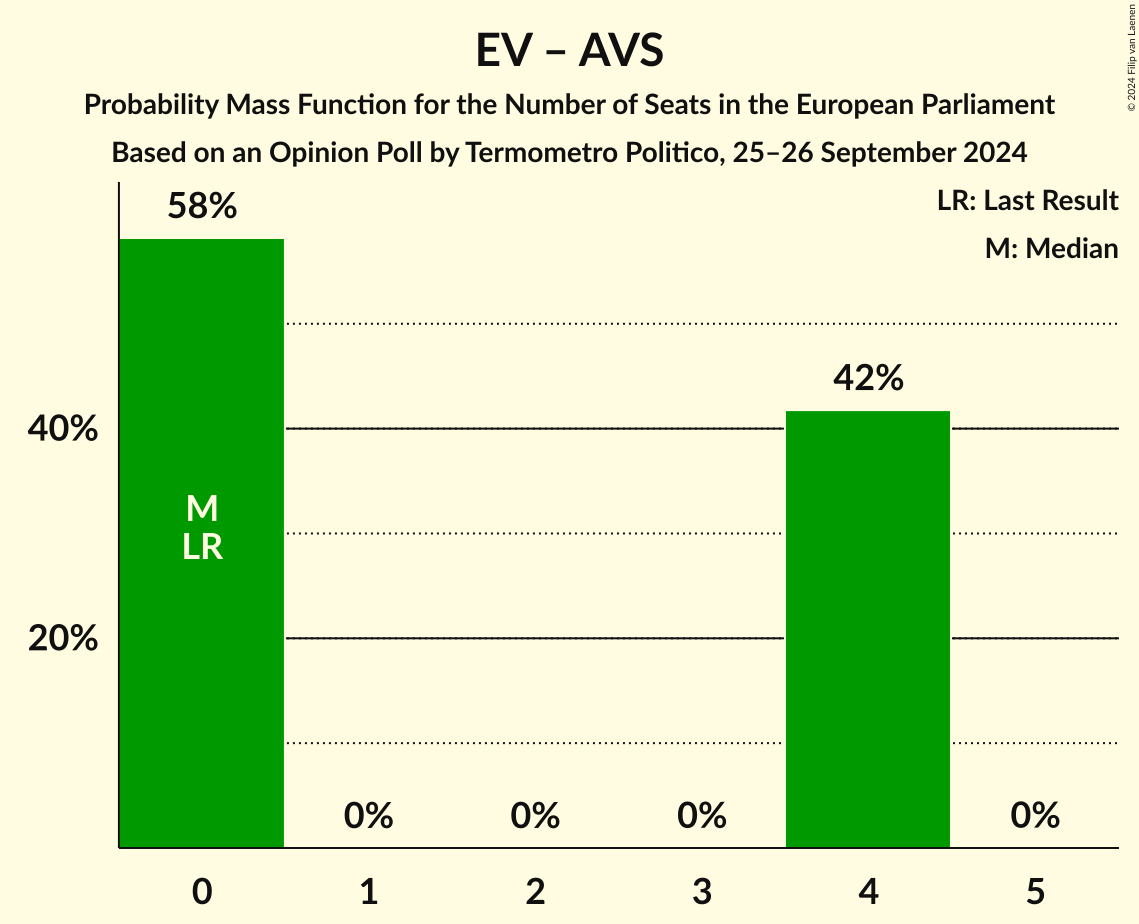 EV – AVS
Probability Mass Function for the Number of Seats in the European Parliament
Based on an Opinion Poll by Termometro Politico, 25–26 September 2024
© 2024 Filip van Laenen
LR: Last Result
M: Median
58%
42%
40%
M
LR
20%
0%
0%
0%
0%
0
1
2
3
4
5